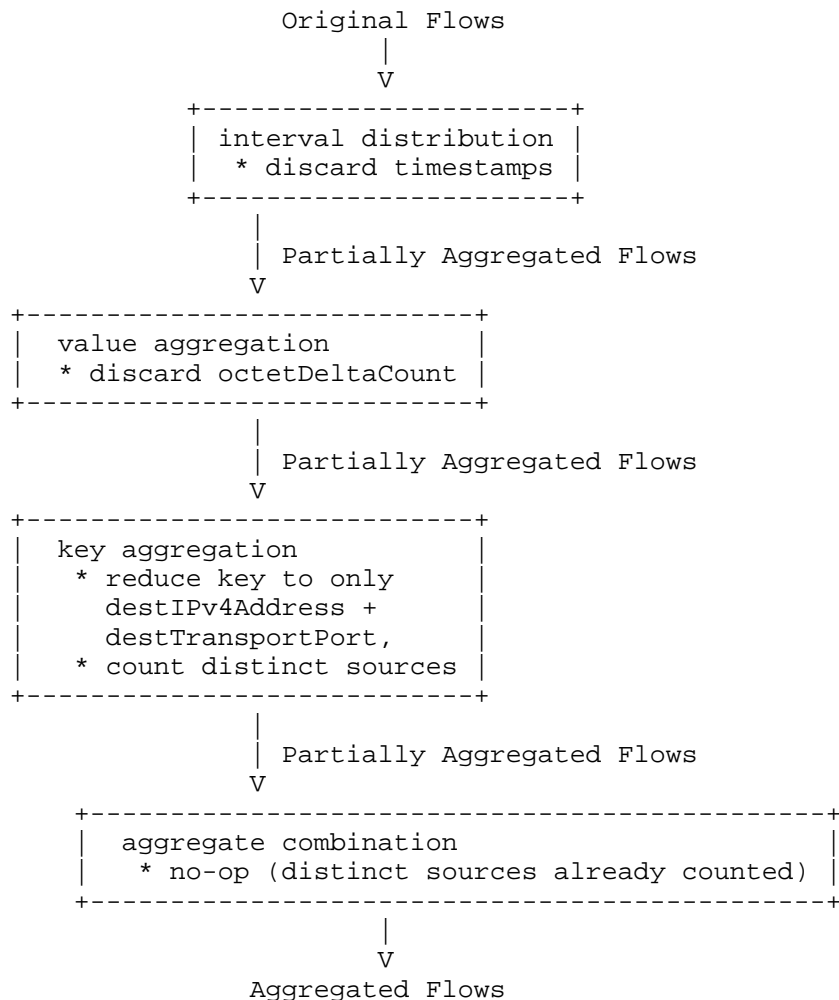 Original Flows
|
V
+-----------------------+
| interval distribution |
|  * discard timestamps |
+-----------------------+
|
| Partially Aggregated Flows
V
+----------------------------+
|  value aggregation         |
|  * discard octetDeltaCount |
+----------------------------+
|
| Partially Aggregated Flows
V
+----------------------------+
|  key aggregation           |
|   * reduce key to only     |
|     destIPv4Address +      |
|     destTransportPort,     |
|   * count distinct sources |
+----------------------------+
|
| Partially Aggregated Flows
V
+----------------------------------------------+
|  aggregate combination                       |
|   * no-op (distinct sources already counted) |
+----------------------------------------------+
|
V
Aggregated Flows